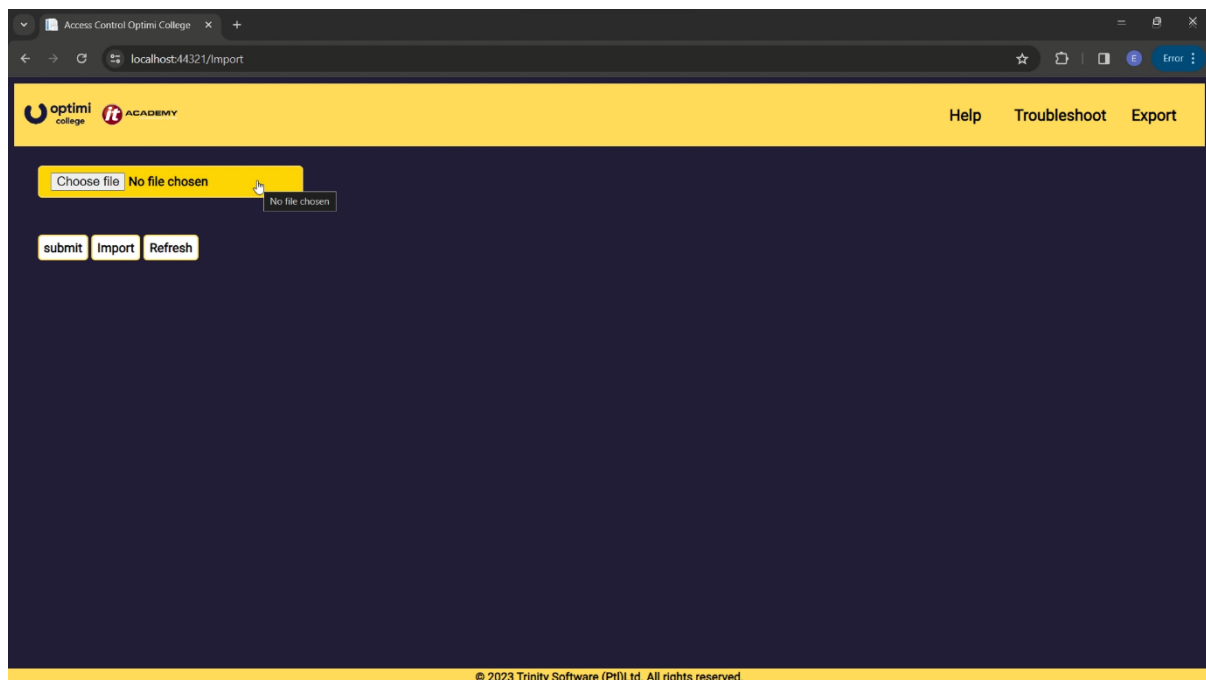 Access Control Optimi College
localhost:44321/Import
Error
optimi
college
it ACADEMY
Help Troubleshoot Export
Choose file No file chosen
No file chosen
submit Import Refresh
E
© 2023 Trinity Software (Ptl)Ltd. All rights reserved.